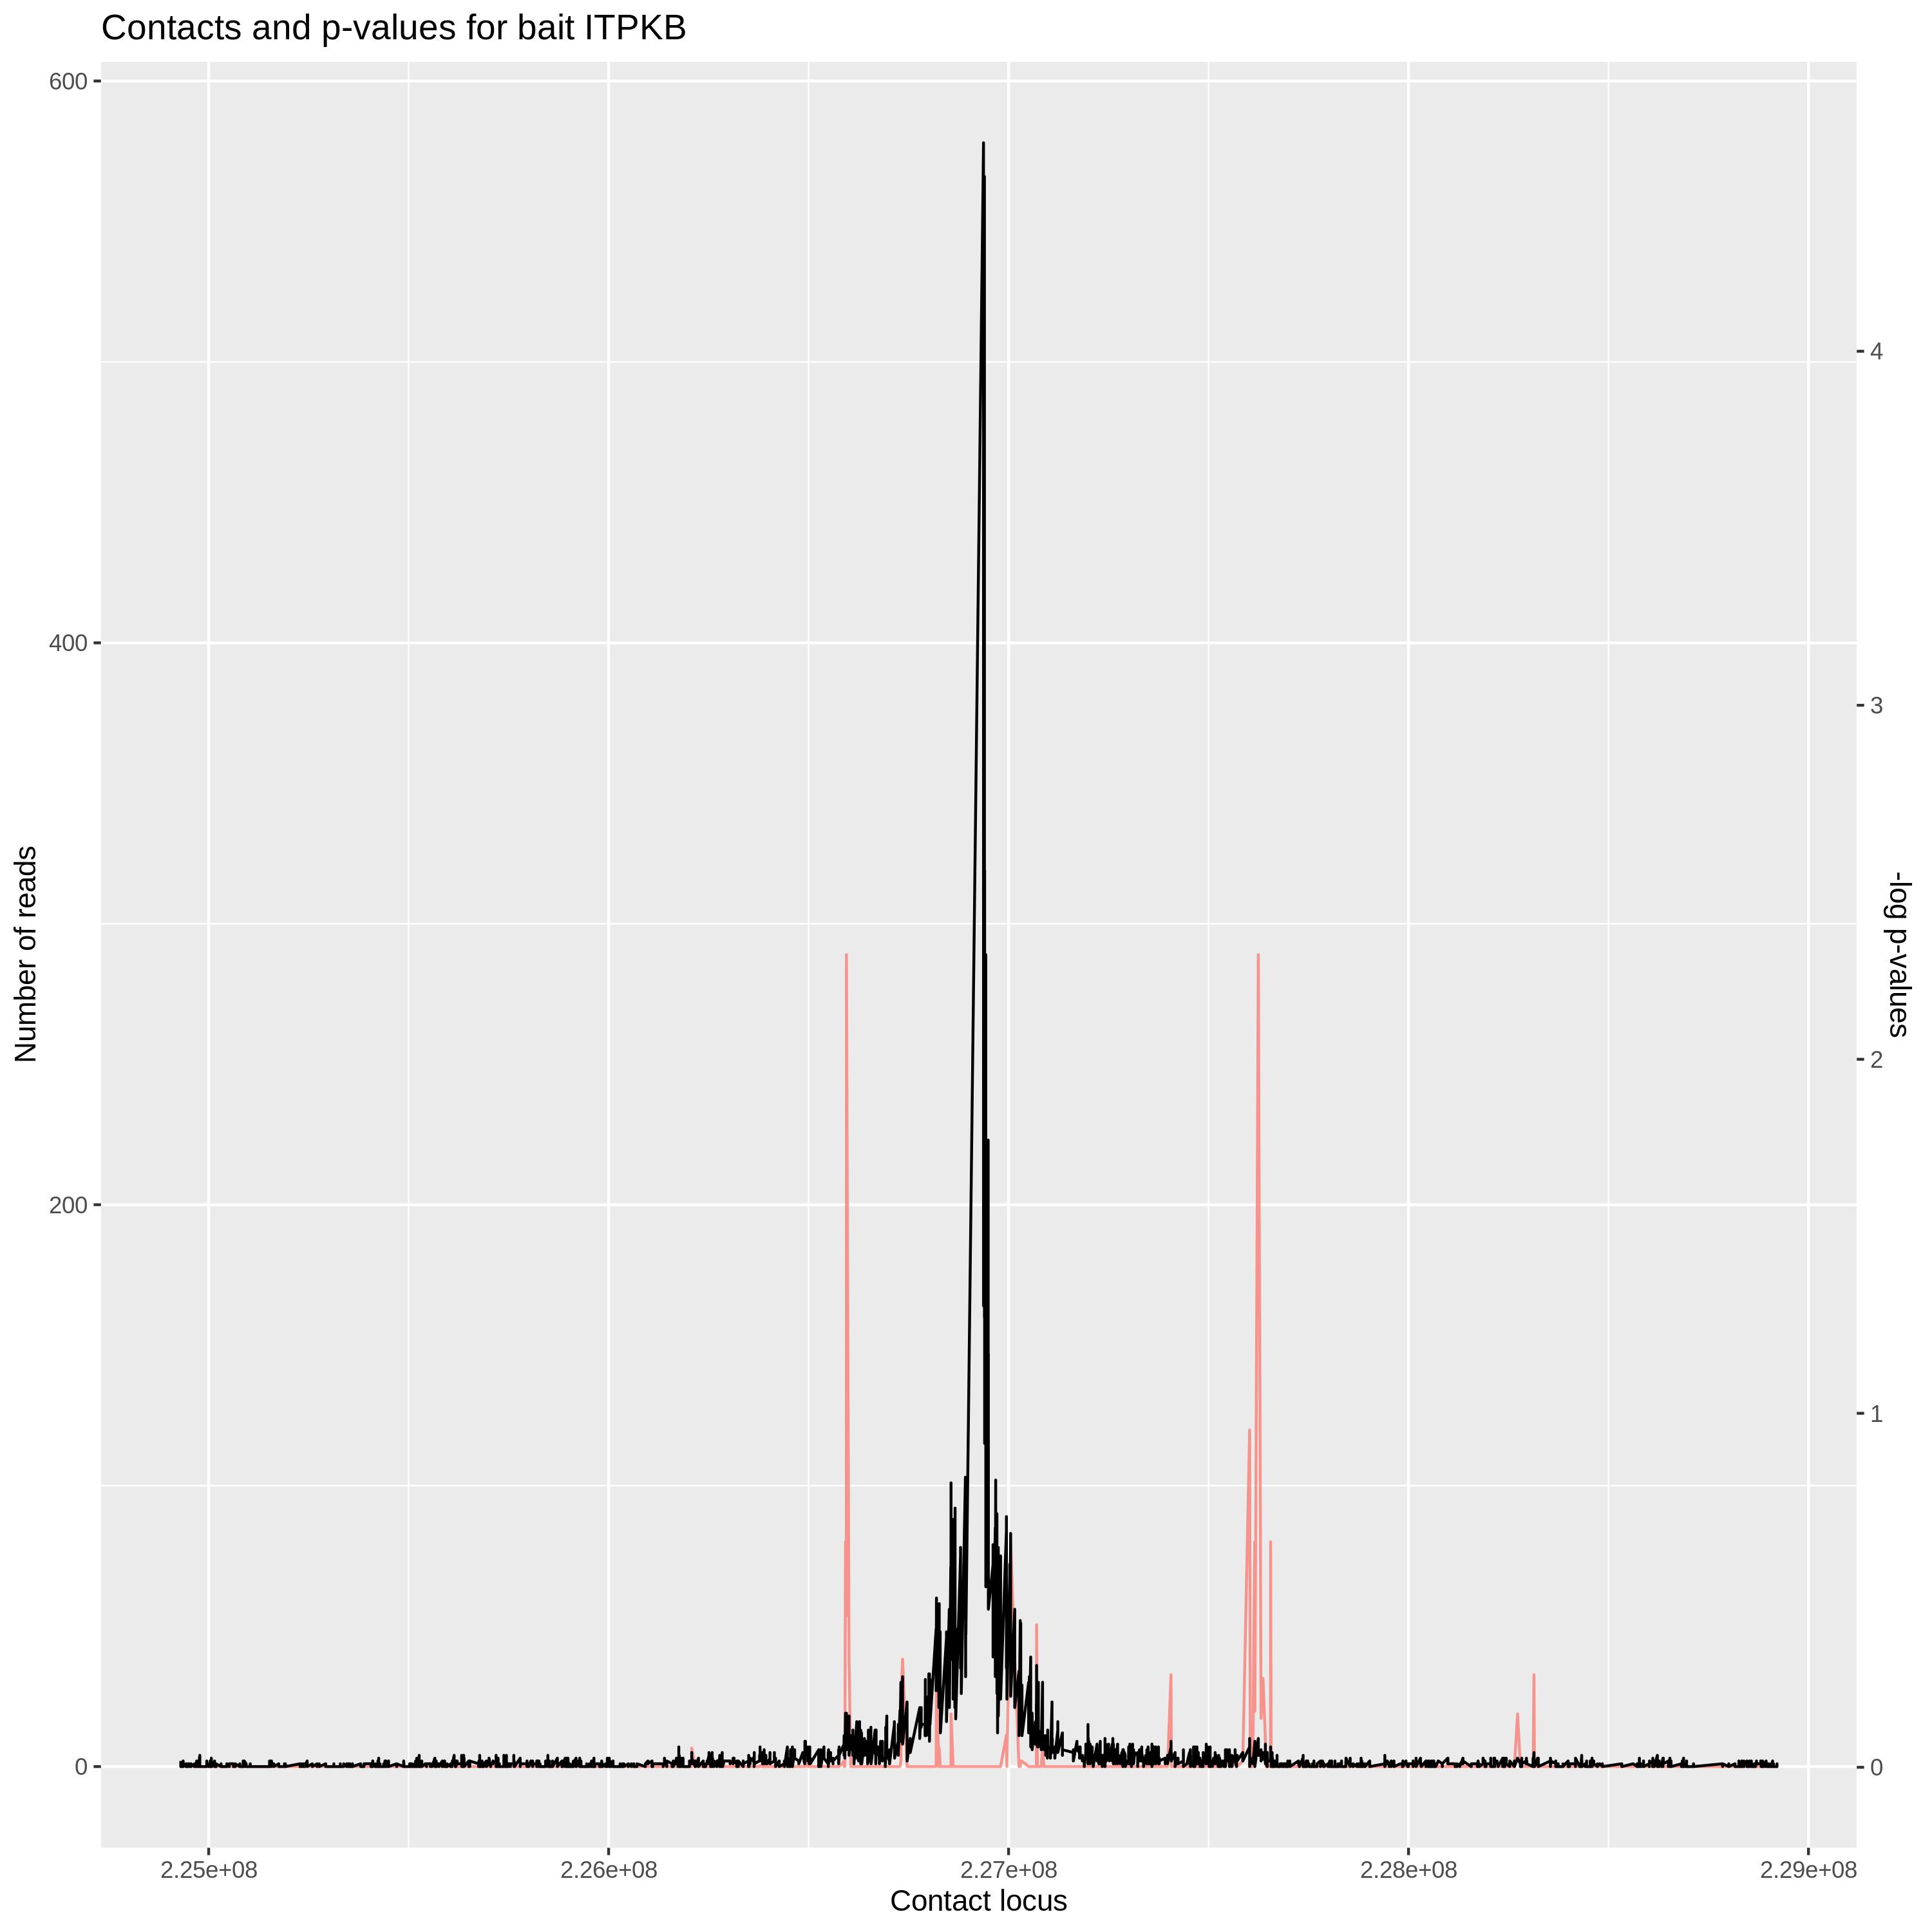 Contacts and p-values for bait ITPKB
600
400
200
0
Number of reads
4
3
2
1
0
-log p-values
2.25e+08
2.26e+08
2.27e+08
2.28e+08
2.29e+08
Contact locus